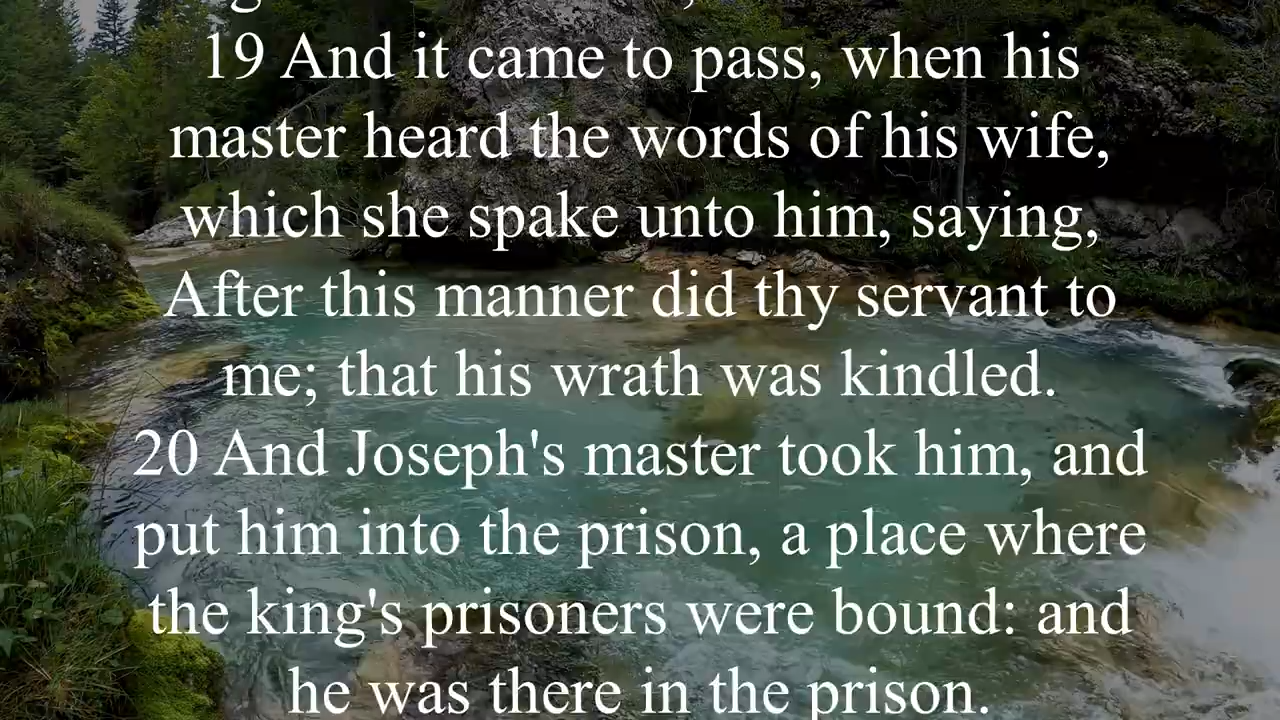 19 And it came to pass, when his
master heard the words of his wife,
which she spake unto him, saying,
After this manner did thy servant to
me; that his wrath was kindled.
20 And Joseph's master took him, and
put him into the prison, a place where
the king's prisoners were bound: and
he was there in the prison.